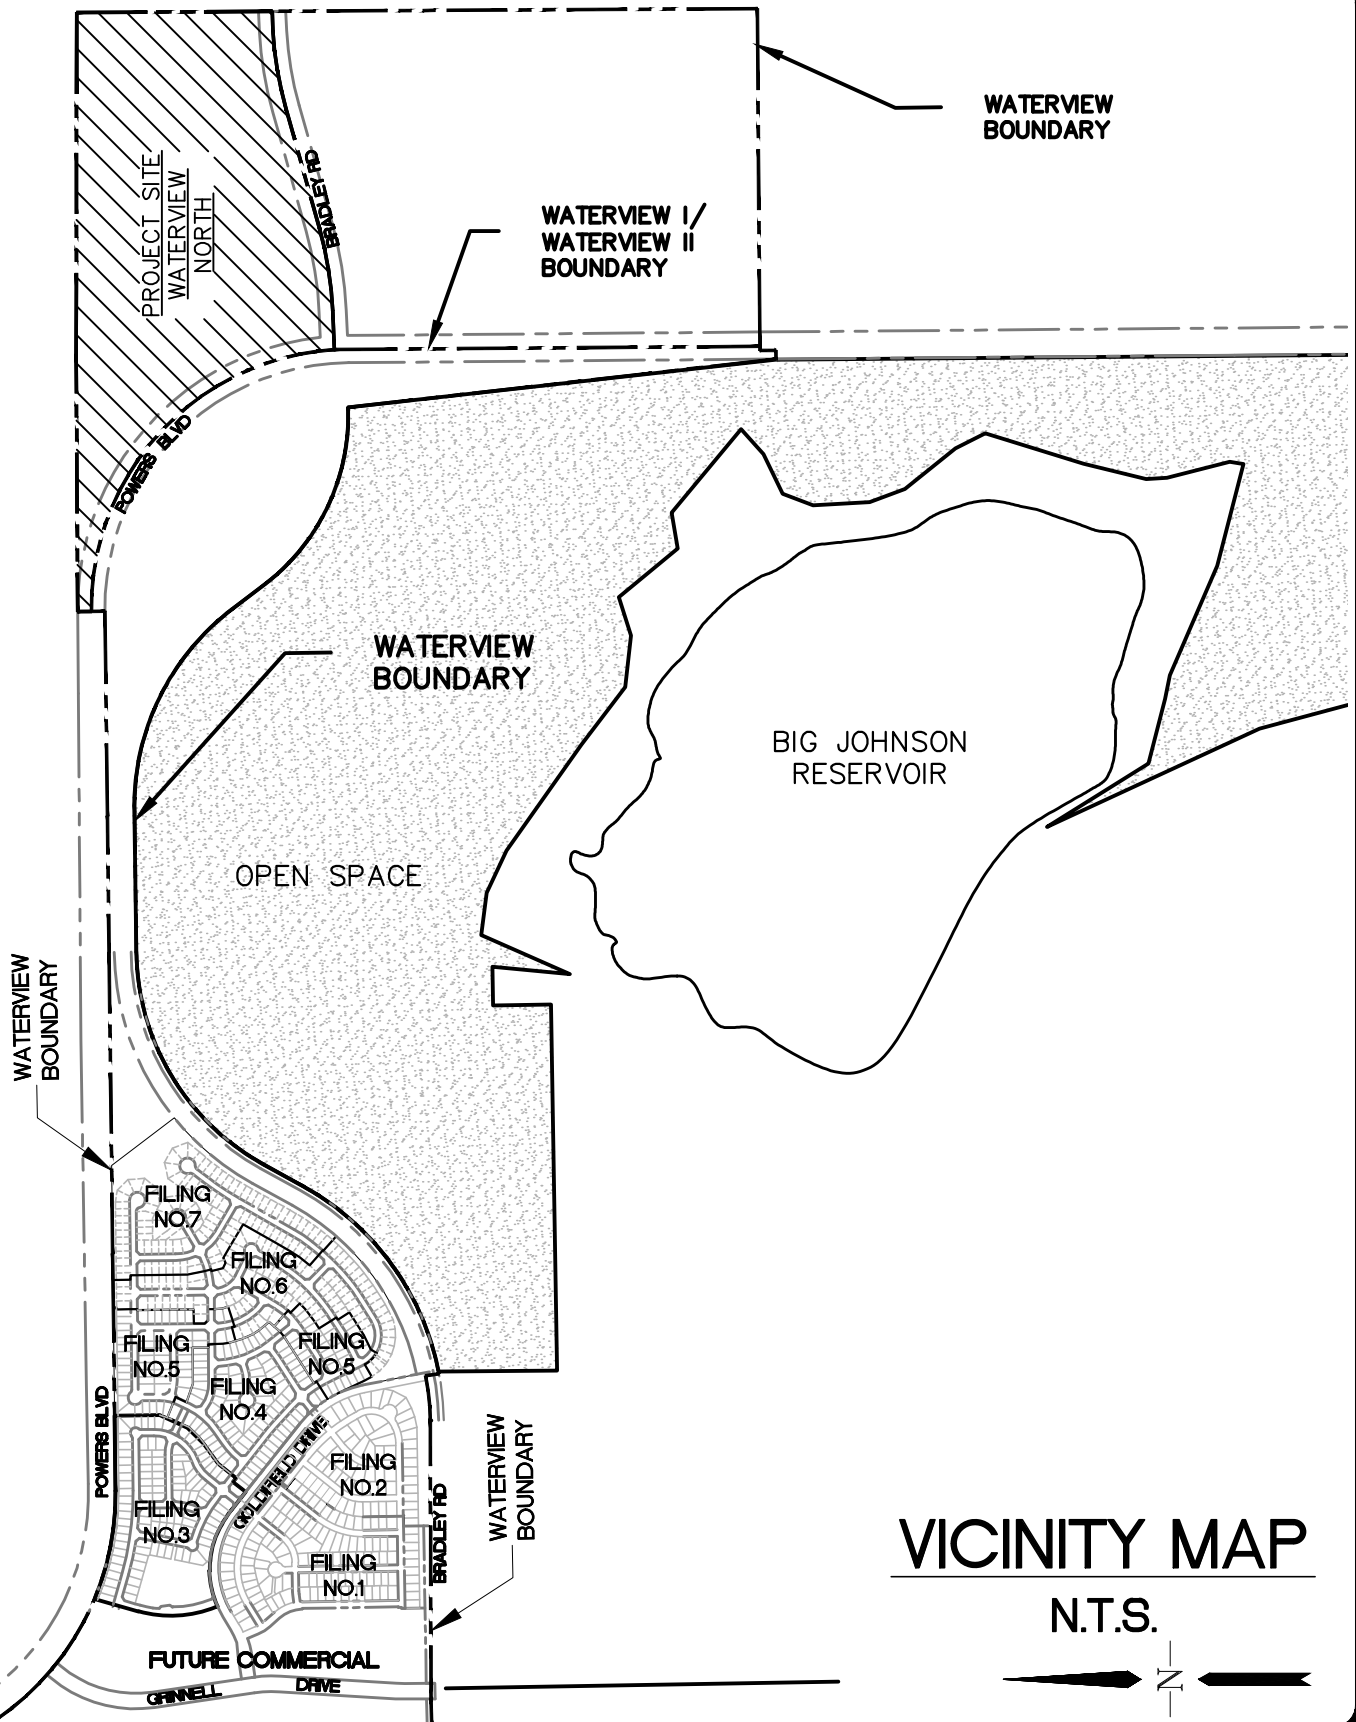 WATERVIEW
BOUNDARY
WATERVIEW I/
WATERVIEW II
BOUNDARY
PROJECT SITE
WATERVIEW
NORTH
BRADLEY RD
POWERS BLVD
WATERVIEW
BOUNDARY
BIG JOHNSON
RESERVOIR
OPEN SPACE
WATERVIEW
BOUNDARY
FILING
NO.7
FILING
NO.6
FILING
NO.5
FILING
NO.5
FILING
NO.4
POWERS BLVD
GOLDFIELD DRIVE
FILING
NO.2
FILING
NO.3
BRADLEY RD
WATERVIEW
BOUNDARY
FILING
NO.1
FUTURE COMMERCIAL
GRINNELL DRIVE
VICINITY MAP
N.T.S.
N